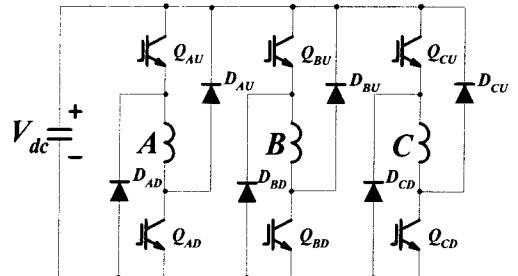 Q_AU Q_BU Q_CU
D_AU D_BU D_CU
V_dc + − A B C
D_AD D_BD D_CD
Q_AD Q_BD Q_CD